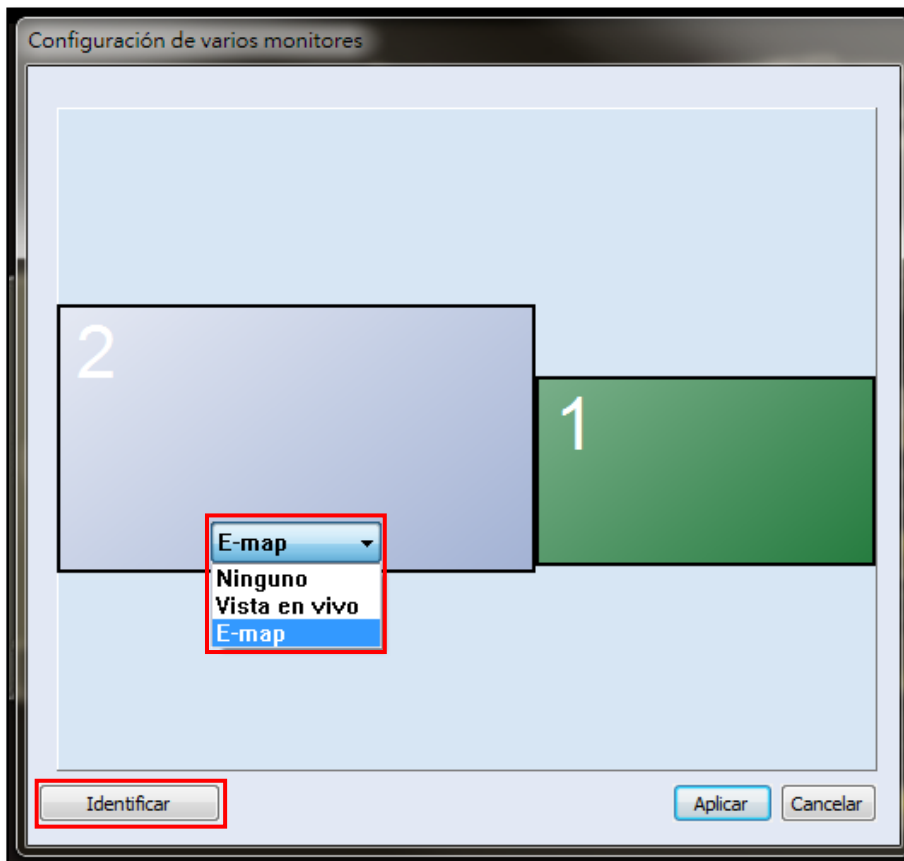 Configuración de varios monitores
2
1
E-map
Ninguno
Vista en vivo
E-map
Identificar
Aplicar
Cancelar